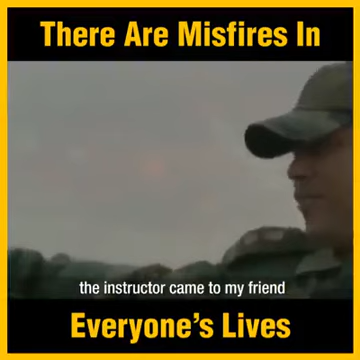 There Are Misfires In
the instructor came to my friend
Everyone’s Lives